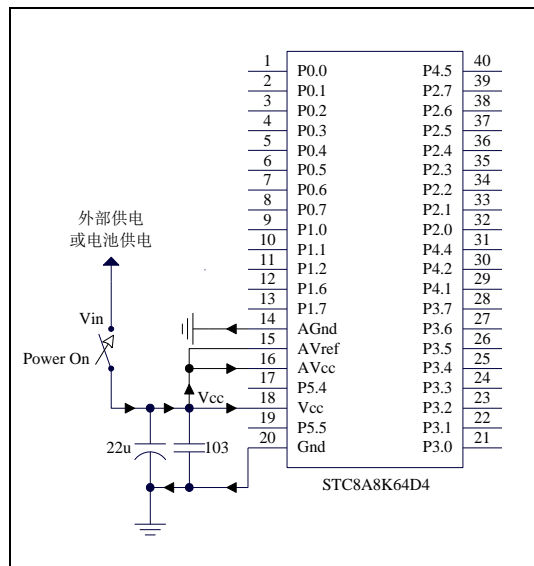 1 P0.0 P4.5 40
2 P0.1 P2.7 39
3 P0.2 P2.6 38
4 P0.3 P2.5 37
5 P0.4 P2.4 36
6 P0.5 P2.3 35
7 P0.6 P2.2 34
8 P0.7 P2.1 33
9 P1.0 P2.0 32
10 P1.1 P4.4 31
11 P1.2 P4.2 30
12 P1.6 P4.1 29
13 P1.7 P3.7 28
14 AGnd P3.6 27
15 AVref P3.5 26
16 AVcc P3.4 25
17 P5.4 P3.3 24
18 Vcc P3.2 23
19 P5.5 P3.1 22
20 Gnd P3.0 21
STC8A8K64D4
外部供电
或电池供电
Vin
Power On
Vcc
22u
103